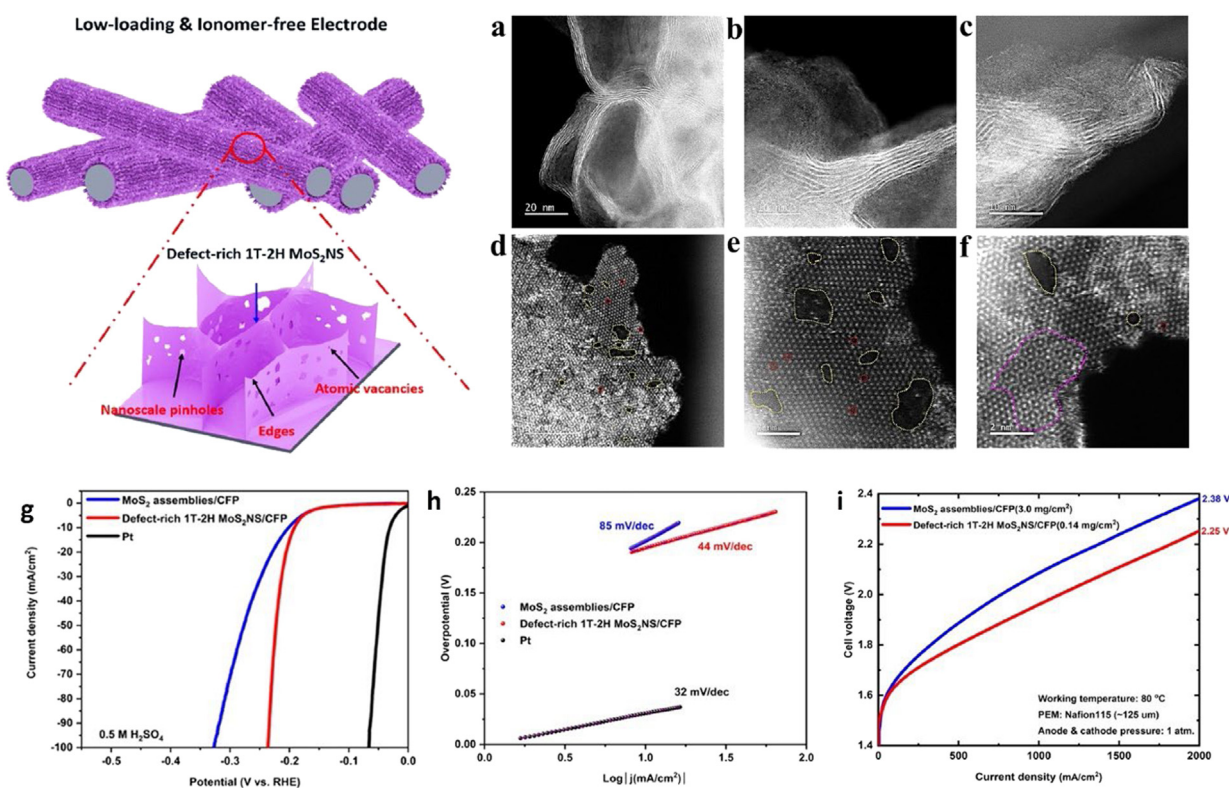 Low-loading & Ionomer-free Electrode
Defect-rich 1T-2H MoS₂NS
Nanoscale pinholes
Atomic vacancies
Edges
a
20 nm
b
c
10 nm
d
e
f
2 nm
g
MoS₂ assemblies/CFP
Defect-rich 1T-2H MoS₂NS/CFP
Pt
0
-10
-20
-30
-40
-50
-60
-70
-80
-90
-100
Current density (mA/cm²)
0.5 M H₂SO₄
-0.5
-0.4
-0.3
-0.2
-0.1
0.0
Potential (V vs. RHE)
h
0.25
0.20
0.15
0.10
0.05
0.00
Overpotential (V)
85 mV/dec
44 mV/dec
MoS₂ assemblies/CFP
Defect-rich 1T-2H MoS₂NS/CFP
Pt
32 mV/dec
0.0
0.5
1.0
1.5
2.0
Log|j(mA/cm²)|
i
2.4
2.2
2.0
1.8
1.6
1.4
Cell voltage (V)
MoS₂ assemblies/CFP(3.0 mg/cm²)
Defect-rich 1T-2H MoS₂NS/CFP(0.14 mg/cm²)
2.38 V
2.25 V
Working temperature: 80 °C
PEM: Nafion115 (~125 um)
Anode & cathode pressure: 1 atm.
0
500
1000
1500
2000
Current density (mA/cm²)